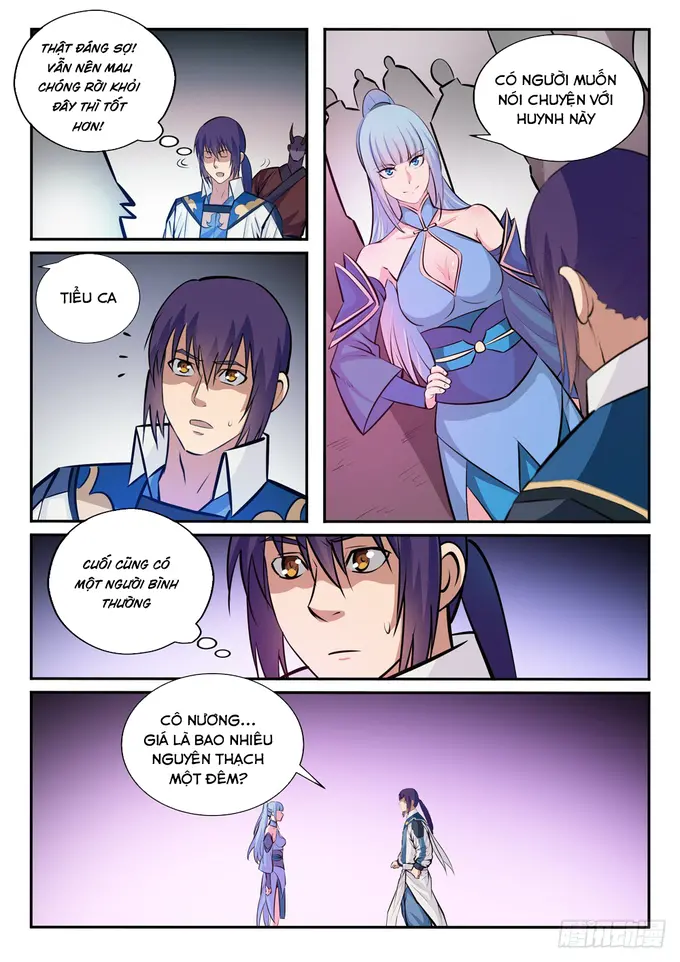 THẬT ĐÁNG SỢ!
VẪN NÊN MAU
CHÓNG RỜI KHỎI
ĐÂY THÌ TỐT
HƠN!
CÓ NGƯỜI MUỐN
NÓI CHUYỆN VỚI
HUYNH NÀY
TIỂU CA
CUỐI CŨNG CÓ
MỘT NGƯỜI BÌNH
THƯỜNG
CÔ NƯƠNG...
GIÁ LÀ BAO NHIÊU
NGUYÊN THẠCH
MỘT ĐÊM?